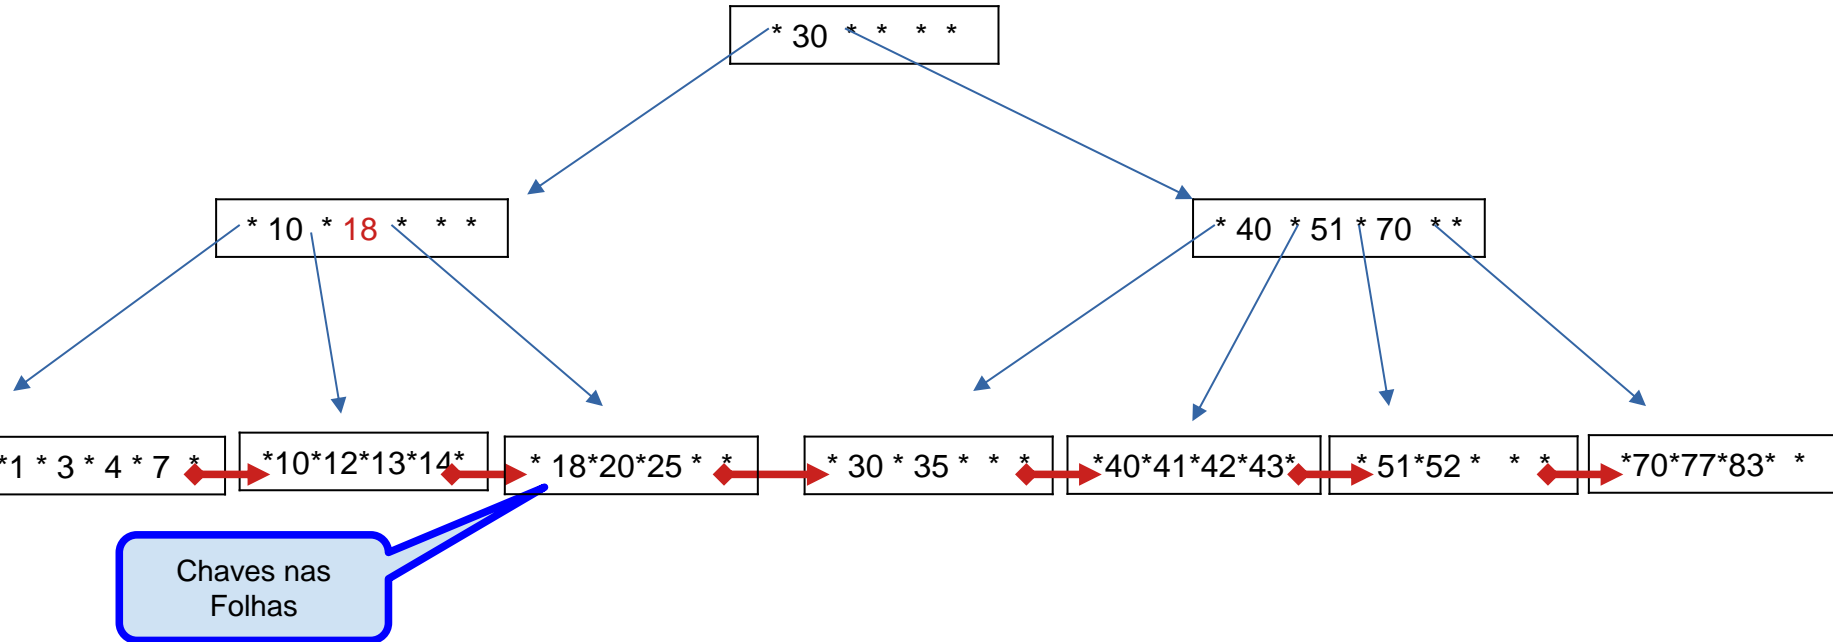 * 30 * * * *
* 10 * 18 * * *
* 40 * 51 * 70 * *
*1 * 3 * 4 * 7 *
*10*12*13*14*
* 18*20*25 * *
* 30 * 35 * * *
*40*41*42*43*
* 51*52 * * *
*70*77*83* *
Chaves nas
Folhas